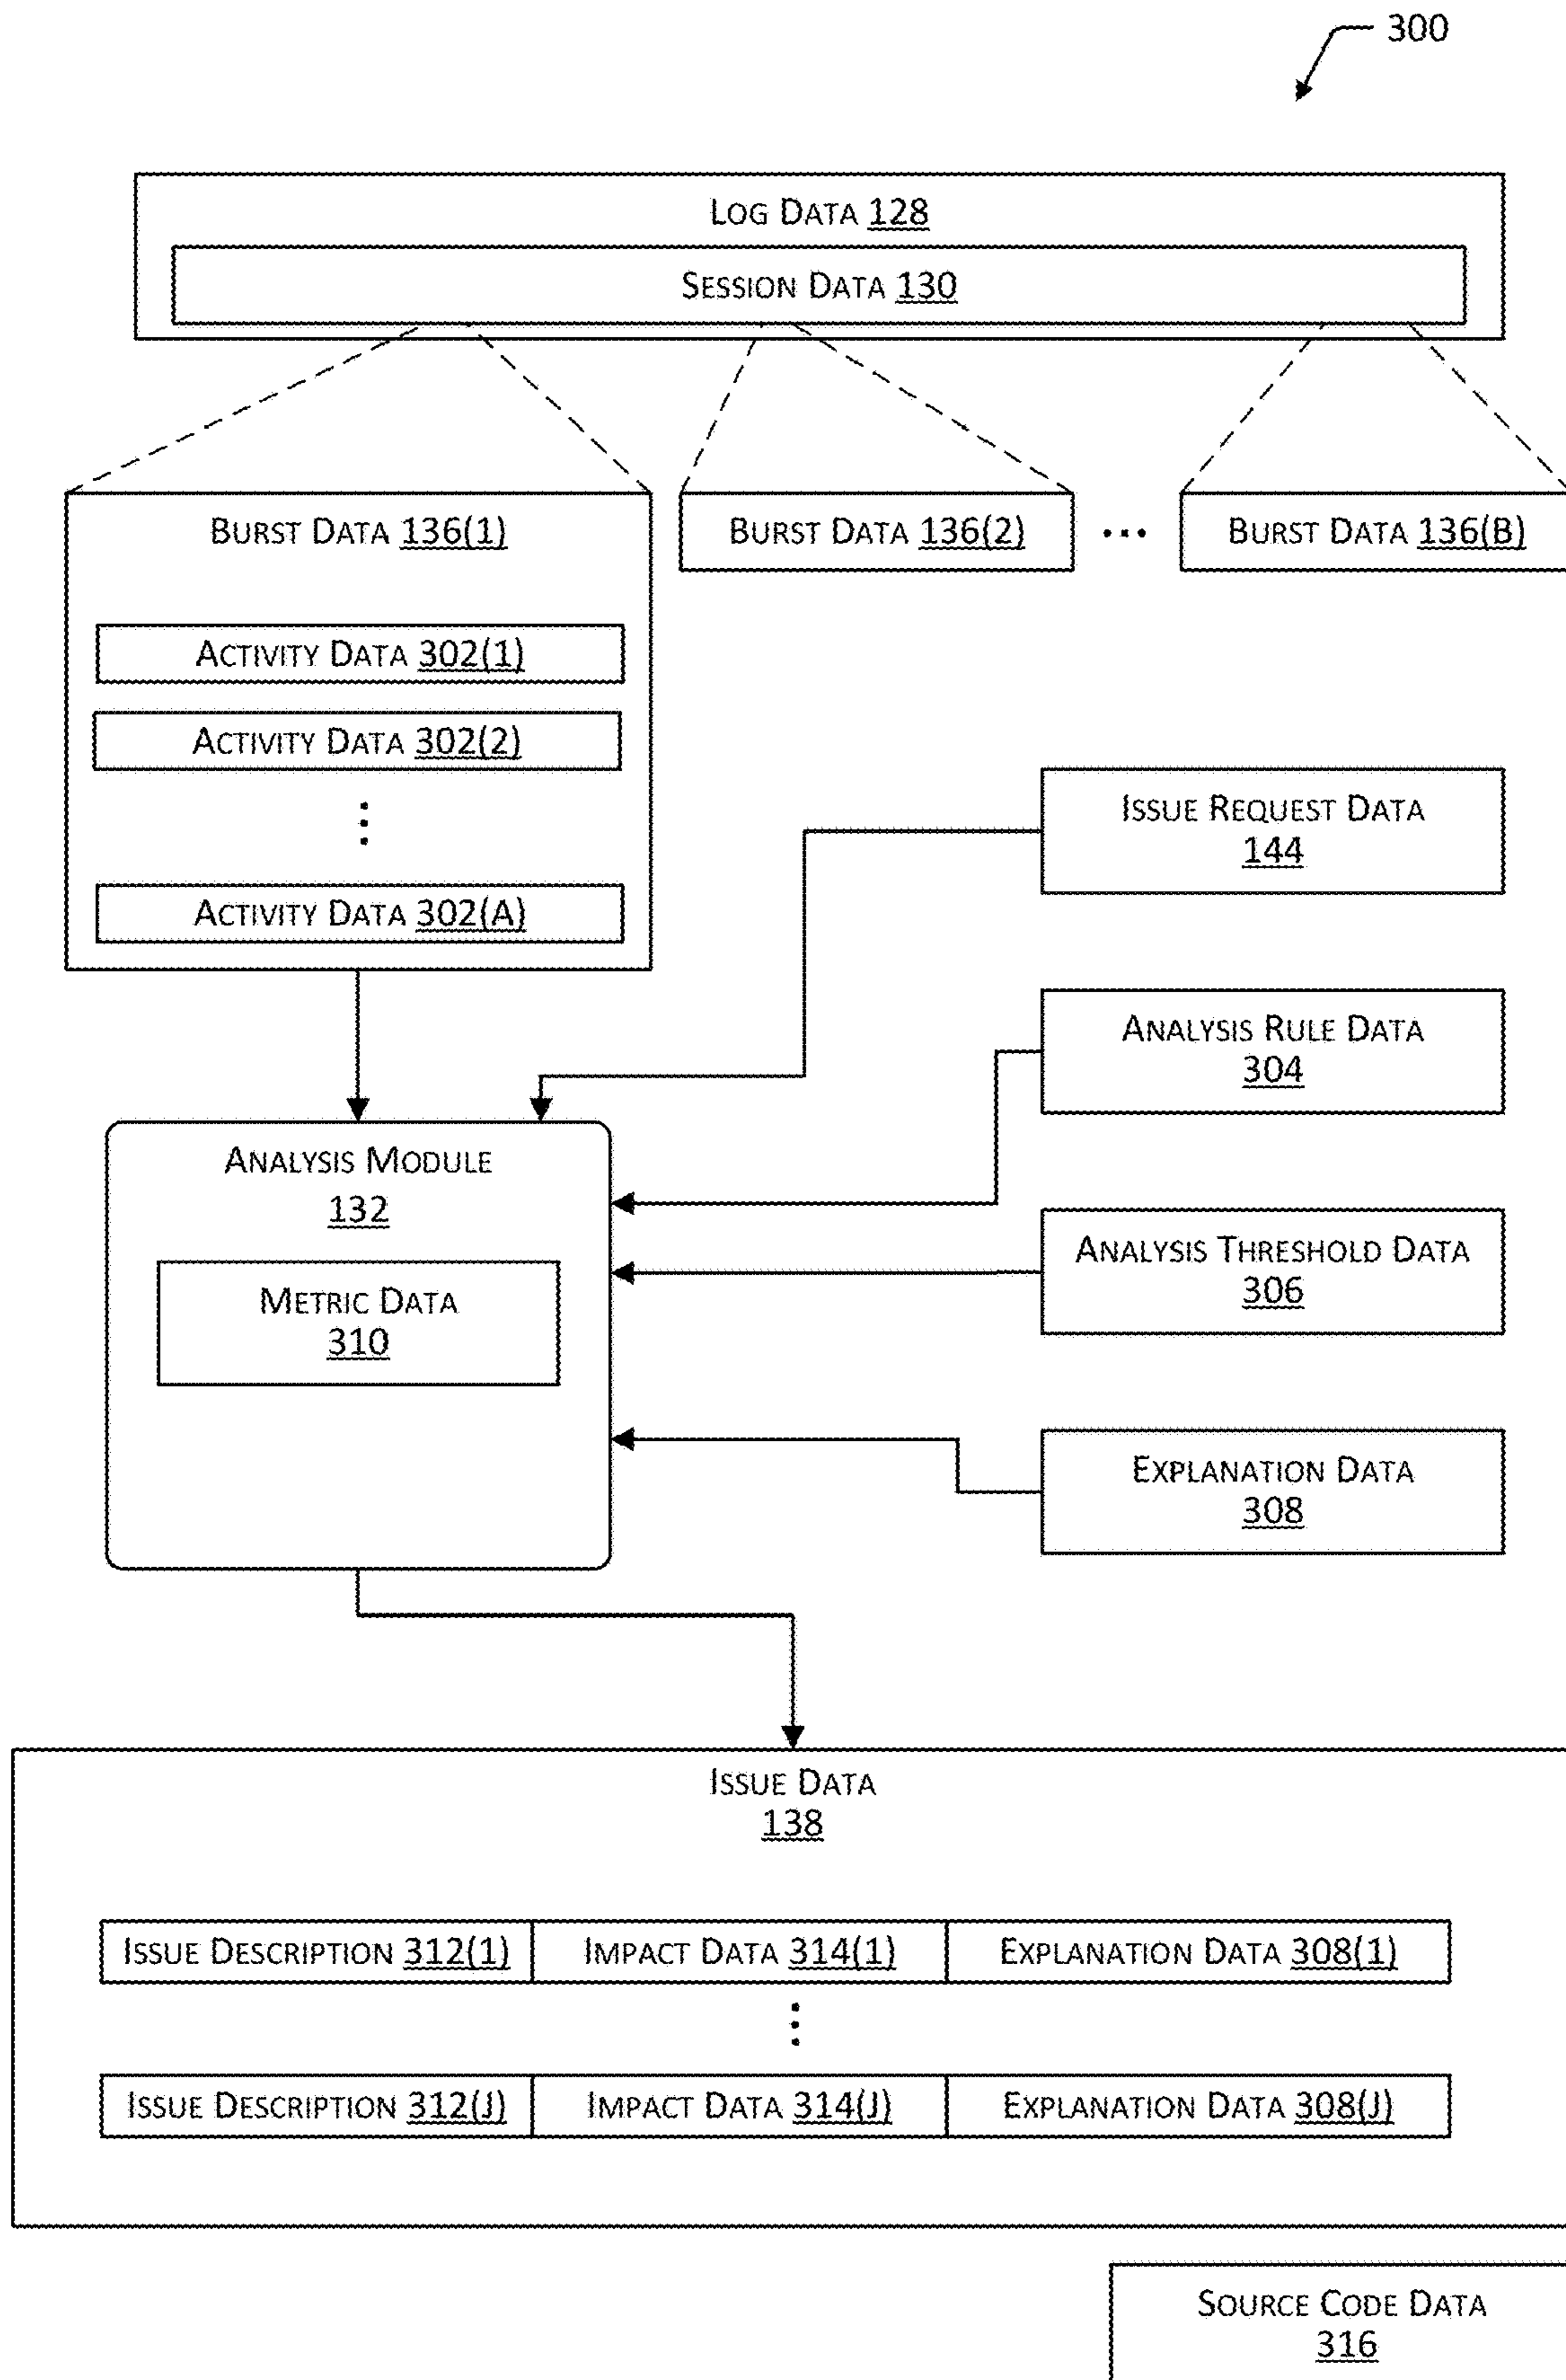 300
LOG DATA 128
SESSION DATA 130
BURST DATA 136(1)
BURST DATA 136(2)
...
BURST DATA 136(B)
ACTIVITY DATA 302(1)
ACTIVITY DATA 302(2)
ACTIVITY DATA 302(A)
ISSUE REQUEST DATA
144
ANALYSIS RULE DATA
304
ANALYSIS MODULE
132
ANALYSIS THRESHOLD DATA
306
METRIC DATA
310
EXPLANATION DATA
308
ISSUE DATA
138
ISSUE DESCRIPTION 312(1)
IMPACT DATA 314(1)
EXPLANATION DATA 308(1)
ISSUE DESCRIPTION 312(J)
IMPACT DATA 314(J)
EXPLANATION DATA 308(J)
SOURCE CODE DATA
316